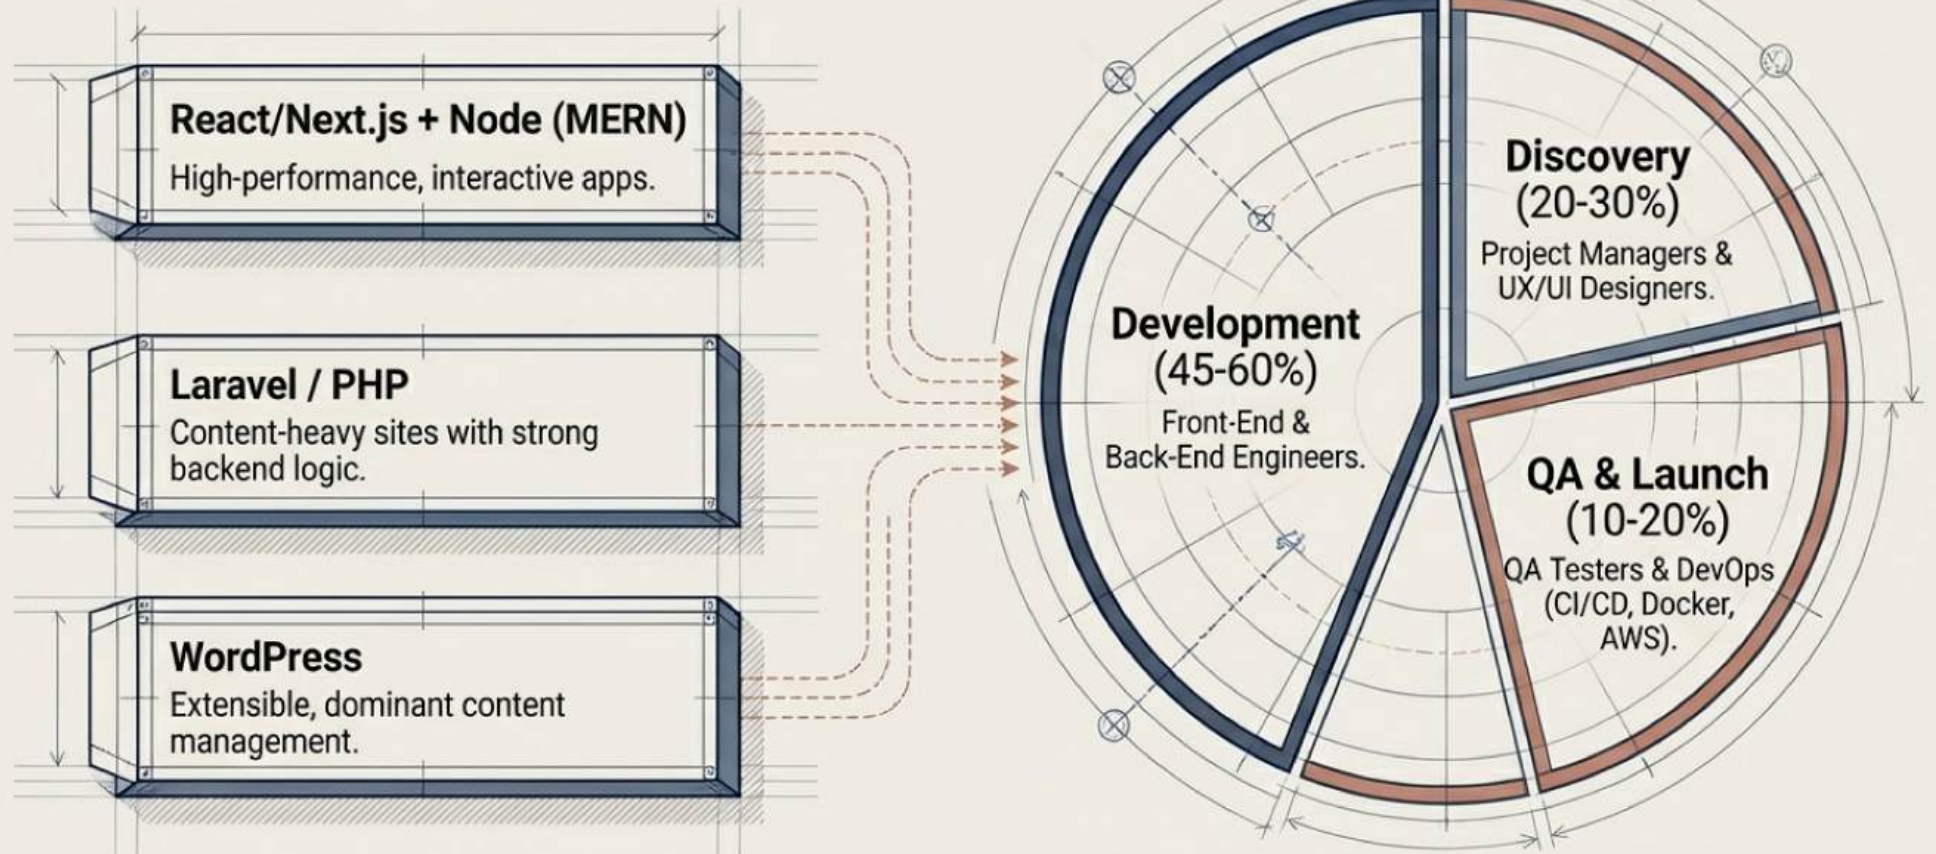 React/Next.js + Node (MERN)
High-performance, interactive apps.
Laravel / PHP
Content-heavy sites with strong
backend logic.
WordPress
Extensible, dominant content
management.
Development
(45-60%)
Front-End &
Back-End Engineers.
Discovery
(20-30%)
Project Managers &
UX/UI Designers.
QA & Launch
(10-20%)
QA Testers & DevOps
(CI/CD, Docker,
AWS).